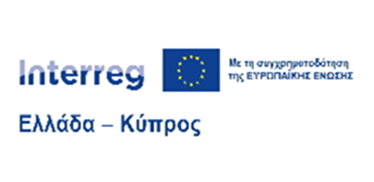 Interreg
Με τη συγχρηματοδότηση
της ΕΥΡΩΠΑΪΚΗΣ ΕΝΩΣΗΣ
Ελλάδα – Κύπρος